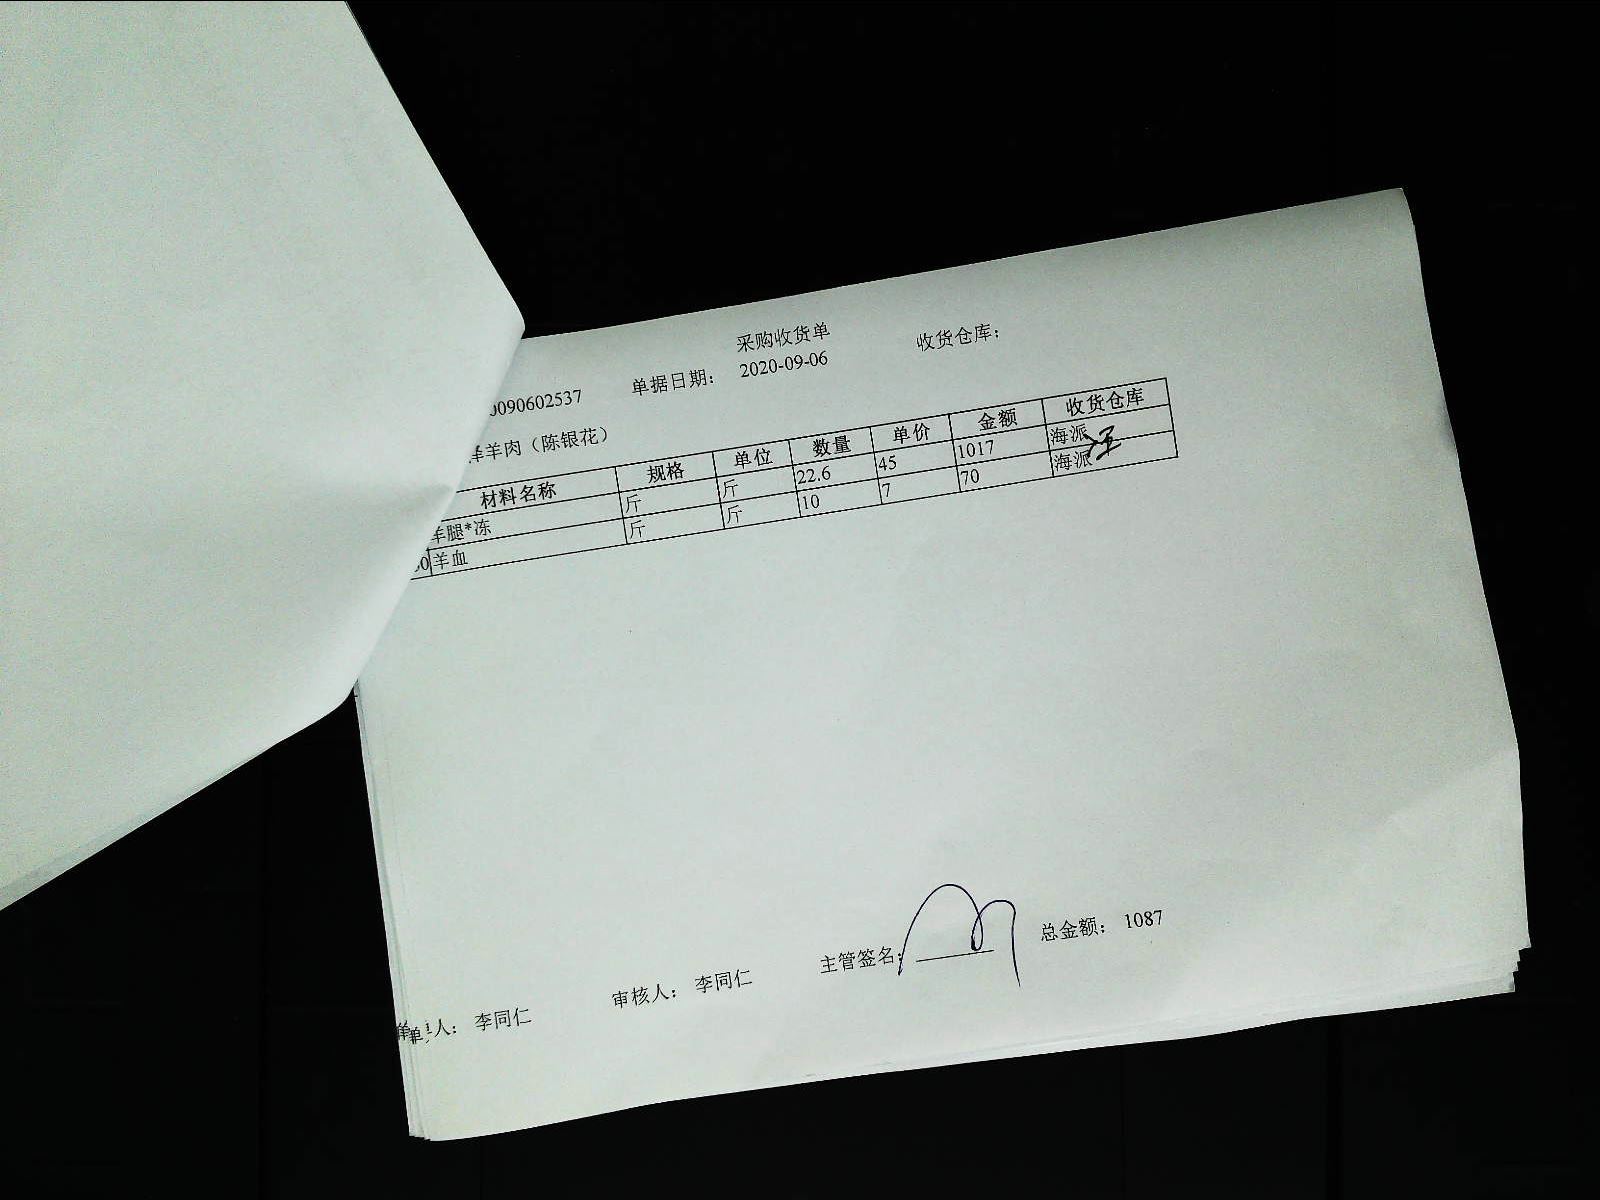 采购收货单
0090602537 单据日期： 2020-09-06 收货仓库：
羊肉（陈银花）
材料名称 规格 单位 数量 单价 金额 收货仓库
羊腿*冻 斤 斤 22.6 45 1017 海派
0 羊血 斤 斤 10 7 70 海派
单人： 李同仁 审核人： 李同仁 主管签名： 总金额： 1087